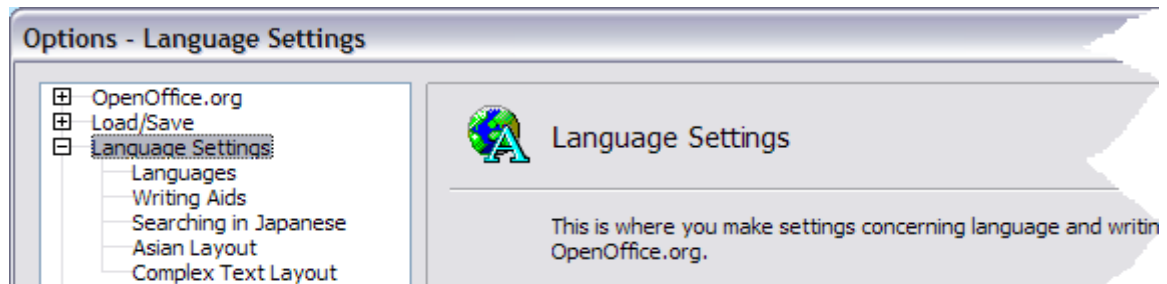 Options - Language Settings
OpenOffice.org
Load/Save
Language Settings
Languages
Writing Aids
Searching in Japanese
Asian Layout
Complex Text Layout
Language Settings
This is where you make settings concerning language and writin
OpenOffice.org.